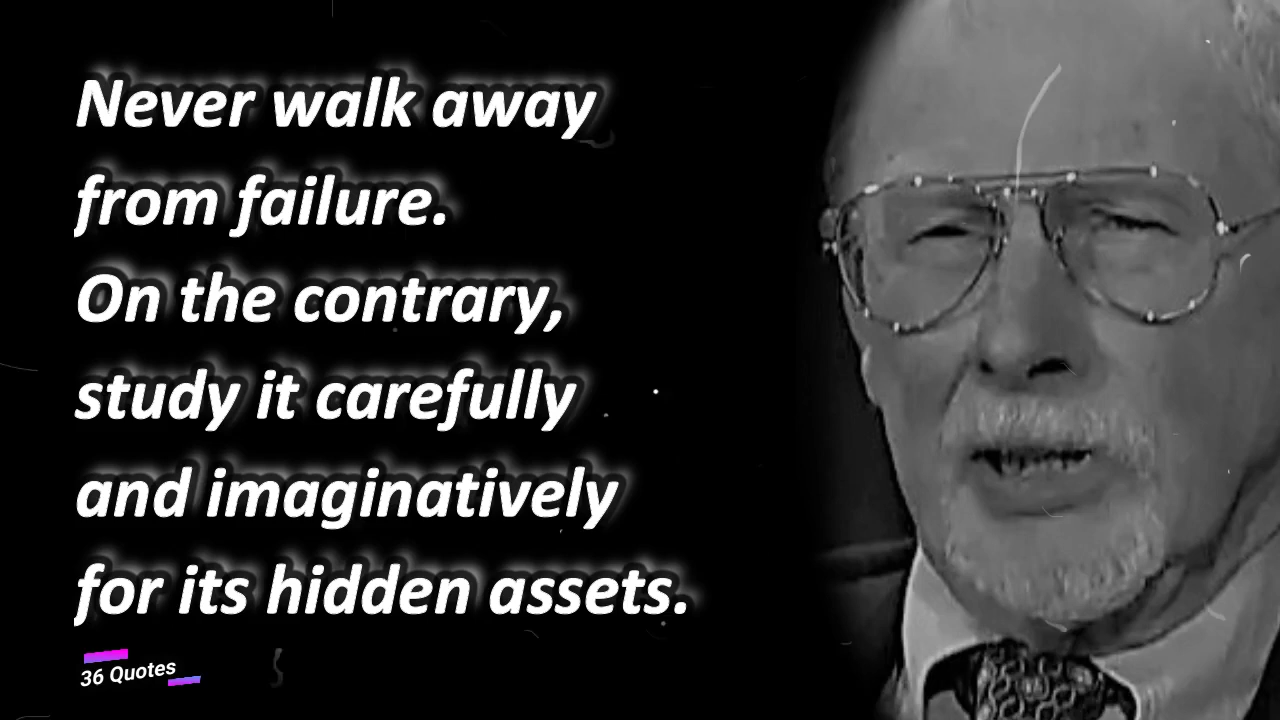 Never walk away
from failure.
On the contrary,
study it carefully
and imaginatively
for its hidden assets.
36 Quotes